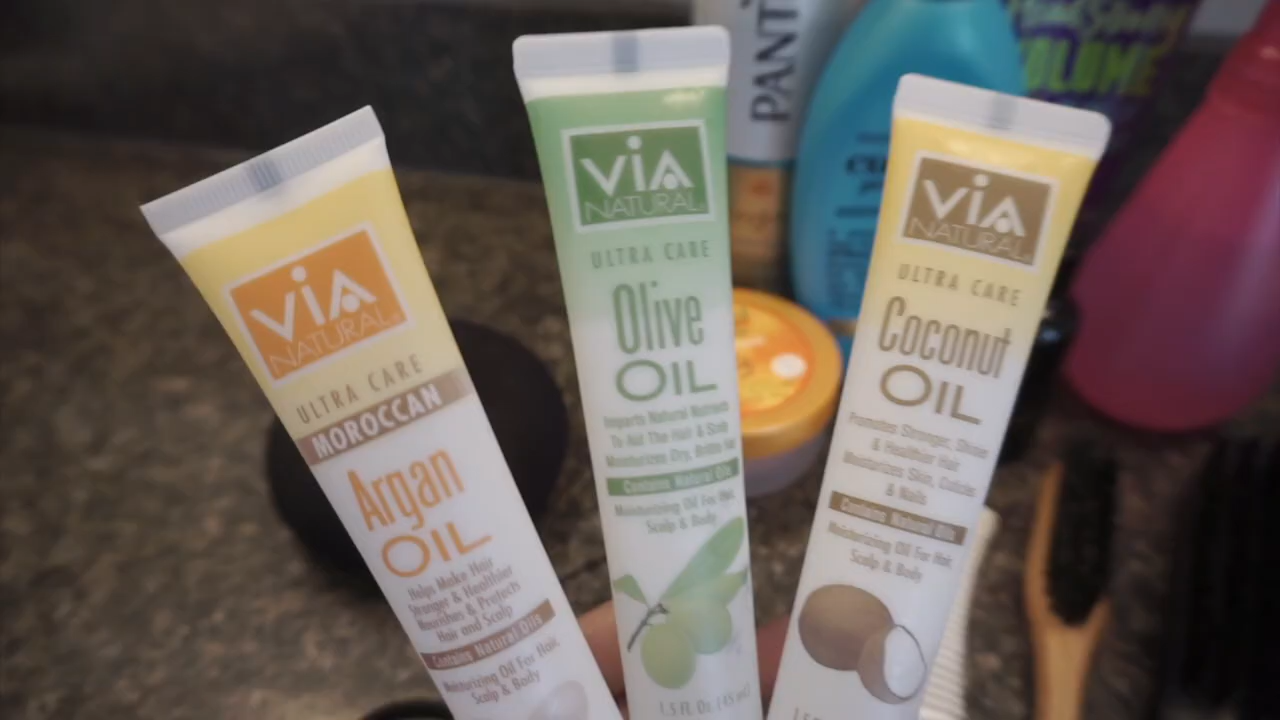 VIA
NATURAL
ULTRA CARE
MOROCCAN
Argan
OIL
Helps Make Hair
Stronger & Healthier
Nourishes & Protects
Hair and Scalp
Contains Natural Oils
Moisturizing Oil For Hair,
Scalp & Body
VIA
NATURAL
ULTRA CARE
Olive
OIL
Imparts Natural Nutrients
To Aid The Hair & Scalp
Moisturizes Dry, Brittle Hair
Contains Natural Oils
Moisturizing Oil For Hair,
Scalp & Body
1.5 FL Oz. (45 ml)
VIA
NATURAL
ULTRA CARE
Coconut
OIL
Promotes Stronger, Shinier
& Healthier Hair
Moisturizes Skin, Cuticles
& Nails
Contains Natural Oils
Moisturizing Oil For Hair,
Scalp & Body
PANT
VOLUME